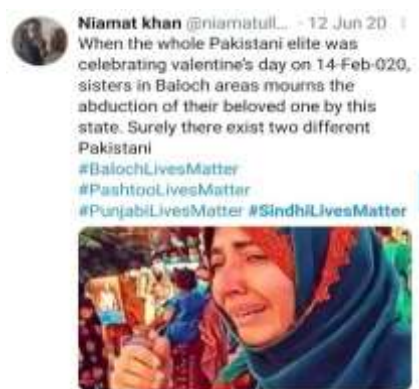 Niamat khan @niamatull... · 12 Jun 20
When the whole Pakistani elite was
celebrating valentine's day on 14-Feb-020,
sisters in Baloch areas mourns the
abduction of their beloved one by this
state. Surely there exist two different
Pakistani
#BalochLivesMatter
#PashtooLivesMatter
#PunjabiLivesMatter #SindhiLivesMatter